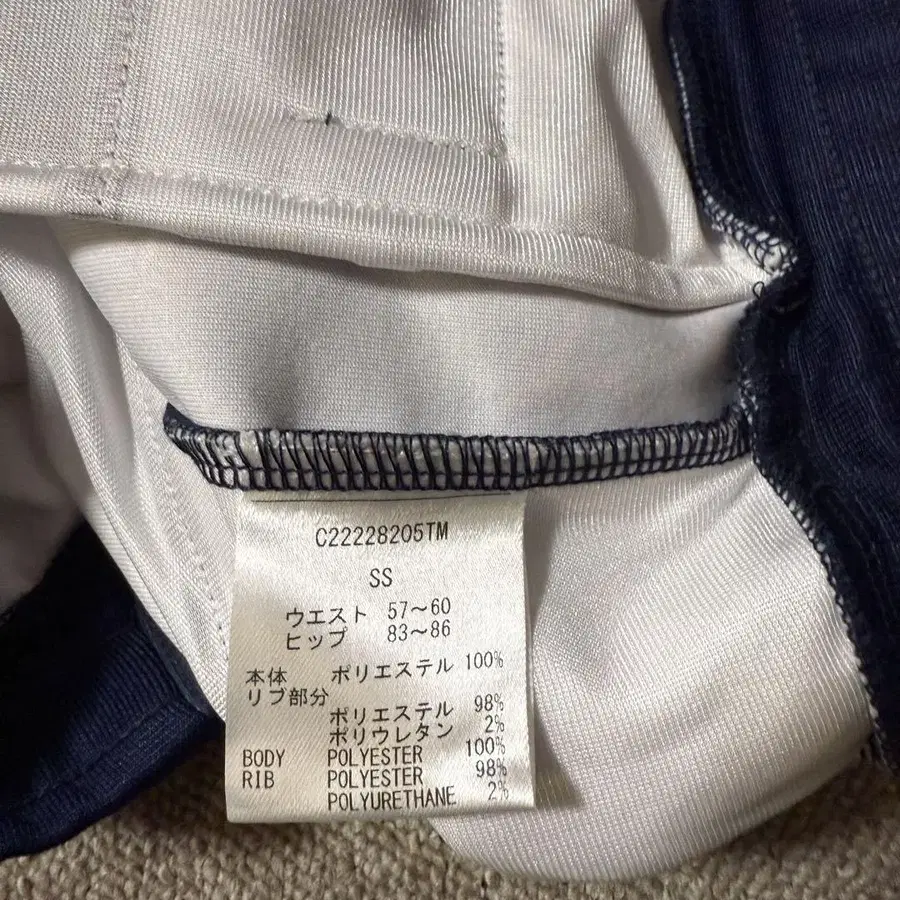 C22228205TM
SS
ウエスト 57～60
ヒップ 83～86
本体 ポリエステル 100%
リブ部分
ポリエステル 98%
ポリウレタン 2%
BODY POLYESTER 100%
RIB POLYESTER 98%
POLYURETHANE 2%